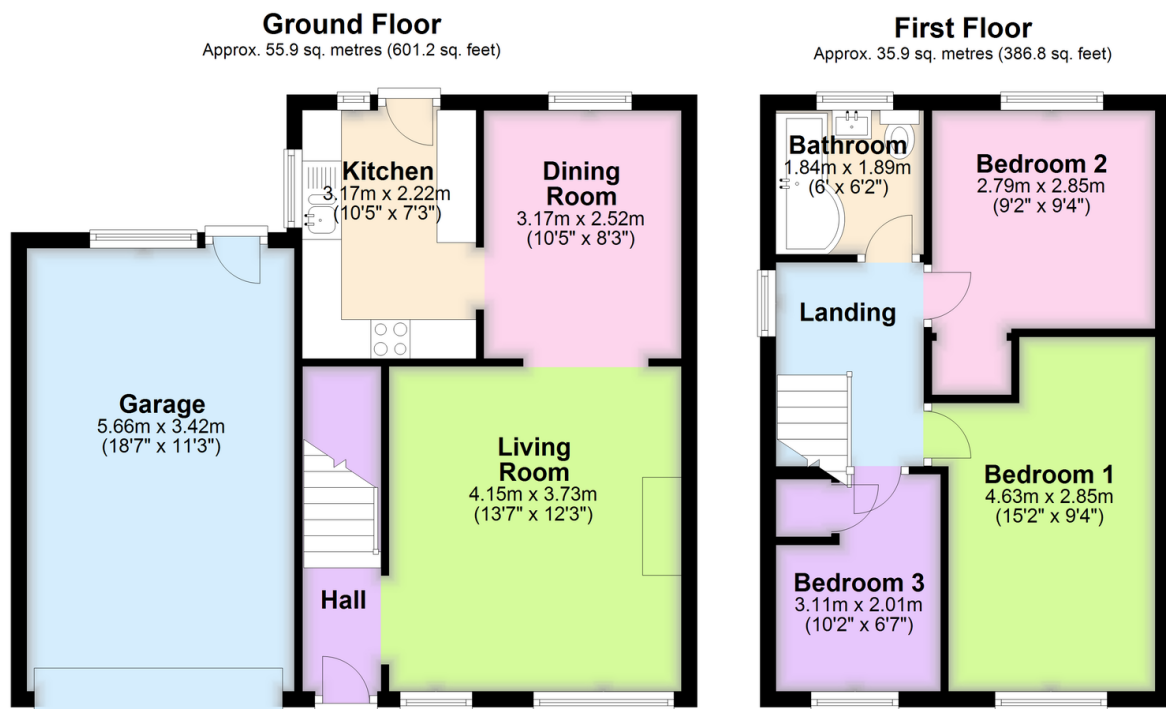 Ground Floor
Approx. 55.9 sq. metres (601.2 sq. feet)
Kitchen
3.17m x 2.22m
(10'5" x 7'3")
Dining
Room
3.17m x 2.52m
(10'5" x 8'3")
Garage
5.66m x 3.42m
(18'7" x 11'3")
Living
Room
4.15m x 3.73m
(13'7" x 12'3")
Hall
First Floor
Approx. 35.9 sq. metres (386.8 sq. feet)
Bathroom
1.84m x 1.89m
(6' x 6'2")
Bedroom 2
2.79m x 2.85m
(9'2" x 9'4")
Landing
Bedroom 1
4.63m x 2.85m
(15'2" x 9'4")
Bedroom 3
3.11m x 2.01m
(10'2" x 6'7")